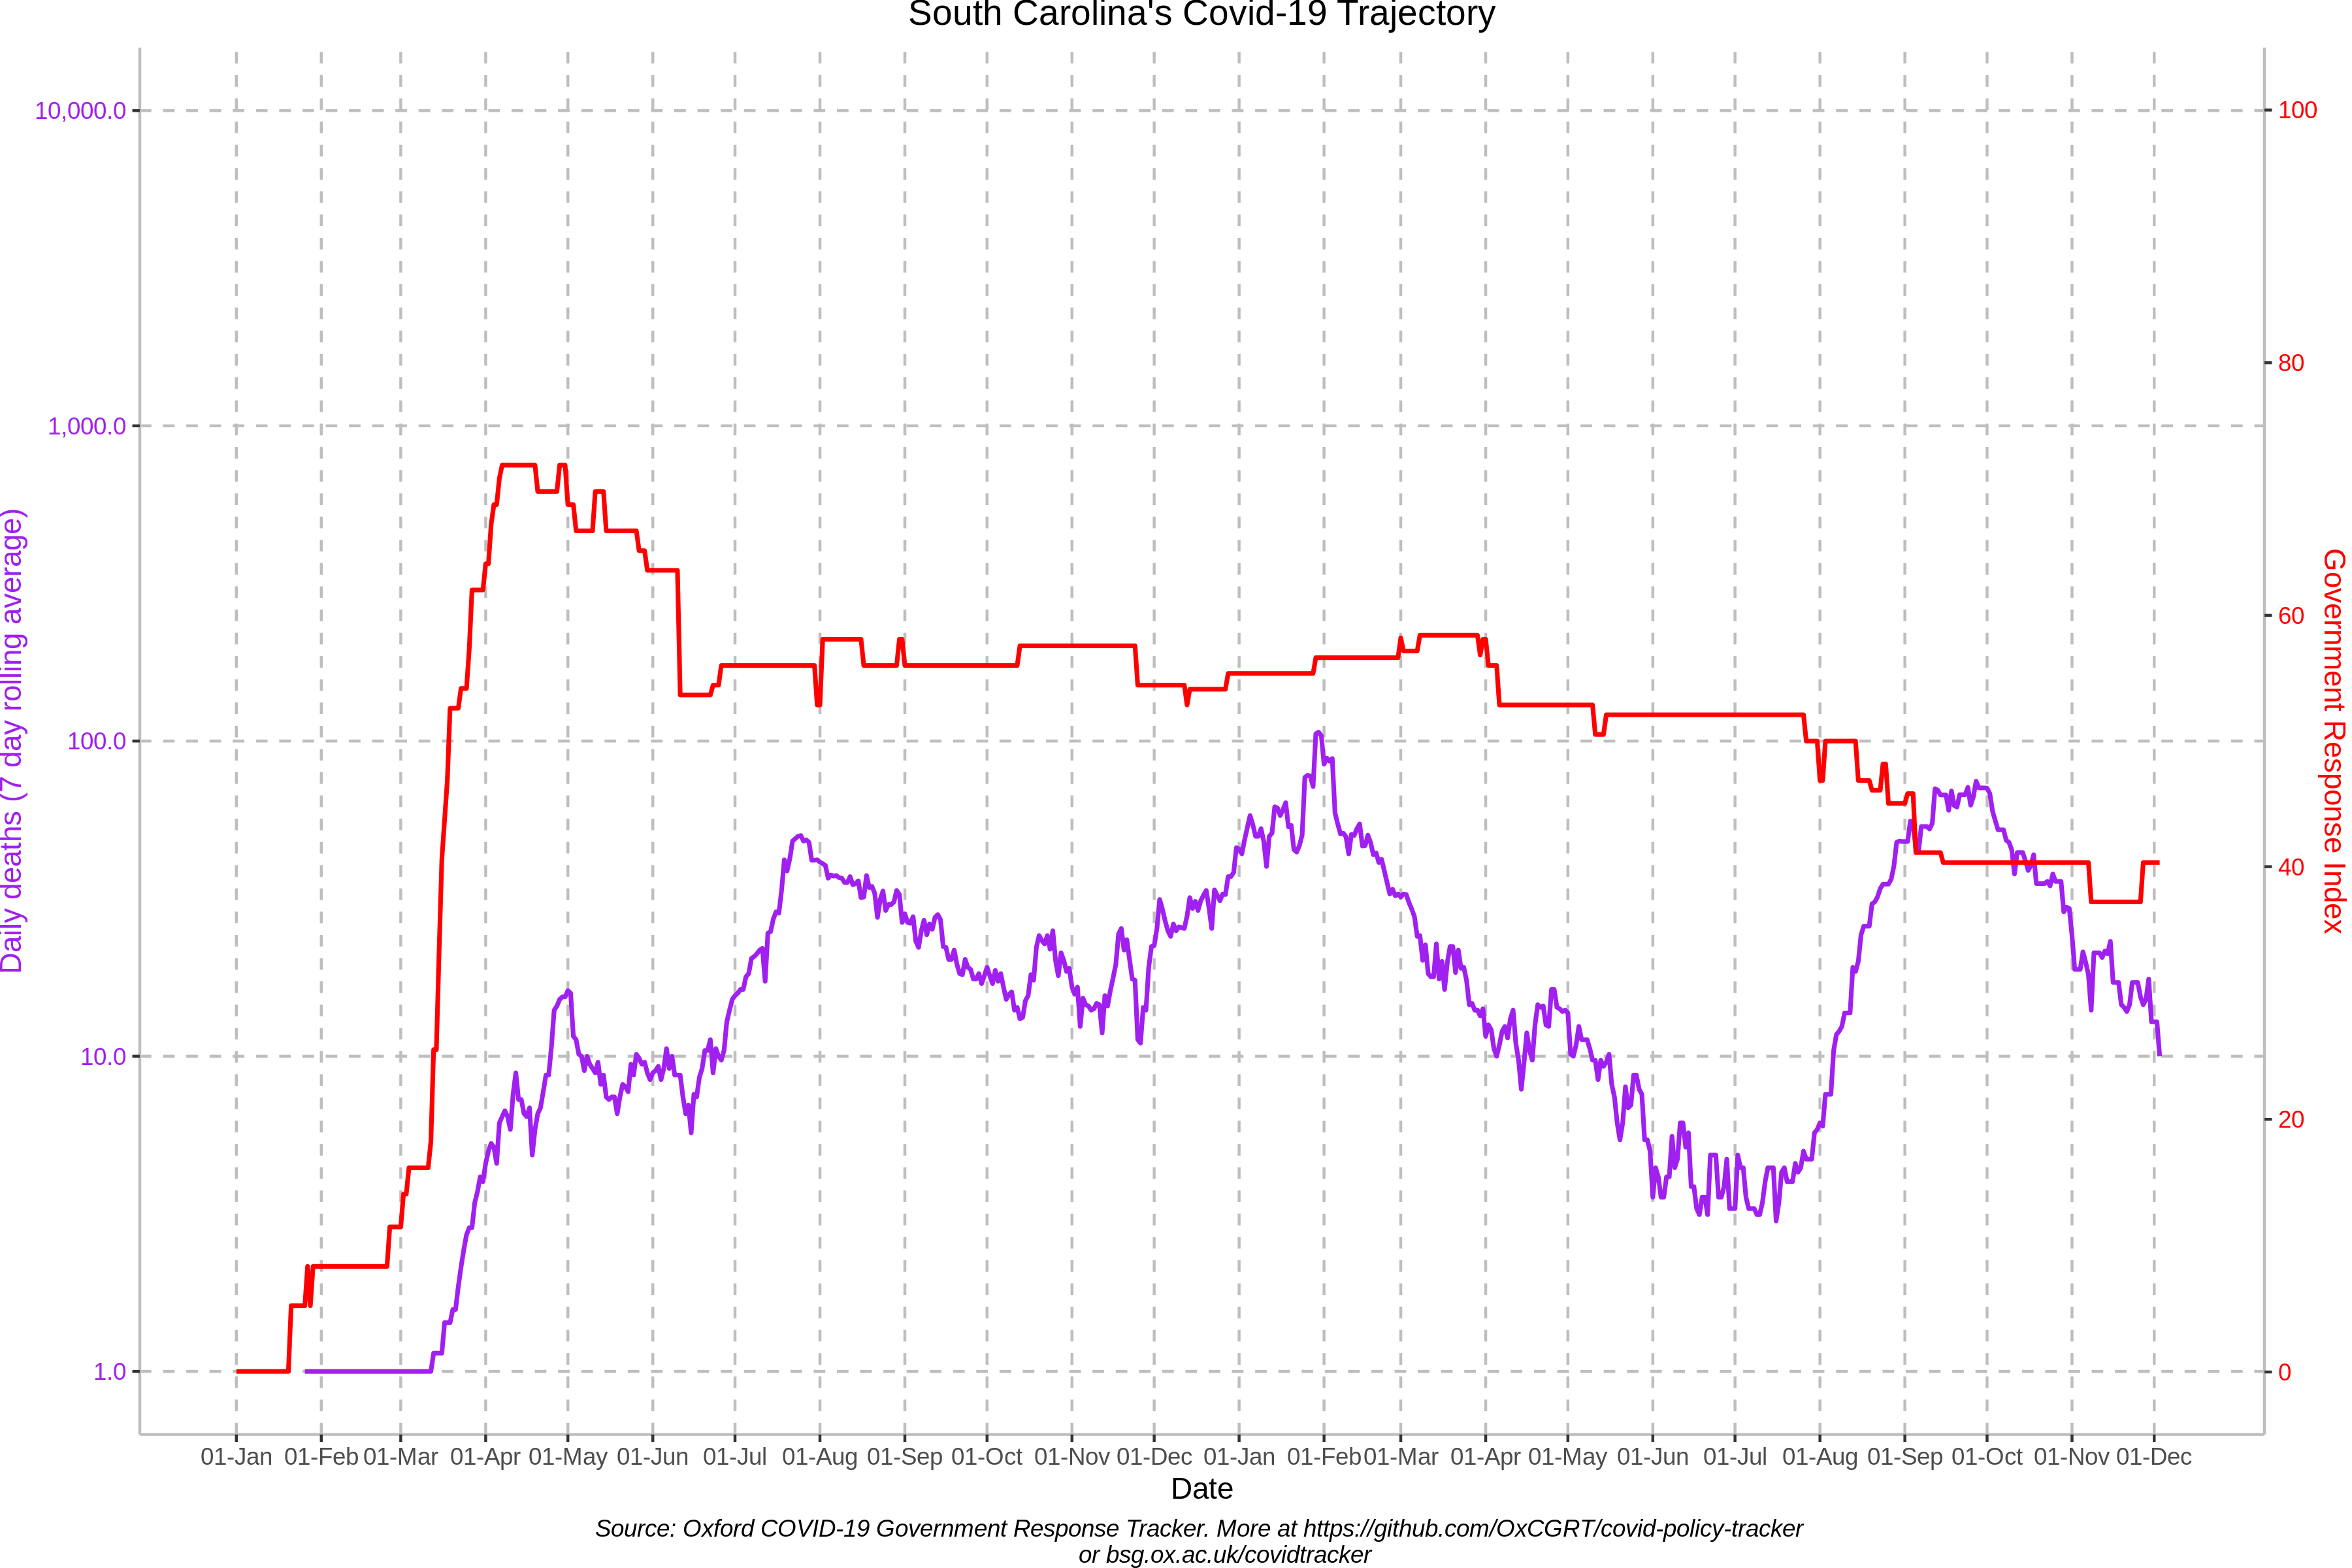 South Carolina's Covid-19 Trajectory
10,000.0
1,000.0
100.0
10.0
1.0
Daily deaths (7 day rolling average)
100
80
60
40
20
0
Government Response Index
01-Jan 01-Feb 01-Mar 01-Apr 01-May 01-Jun 01-Jul 01-Aug 01-Sep 01-Oct 01-Nov 01-Dec 01-Jan 01-Feb 01-Mar 01-Apr 01-May 01-Jun 01-Jul 01-Aug 01-Sep 01-Oct 01-Nov 01-Dec
Date
Source: Oxford COVID-19 Government Response Tracker. More at https://github.com/OxCGRT/covid-policy-tracker
or bsg.ox.ac.uk/covidtracker